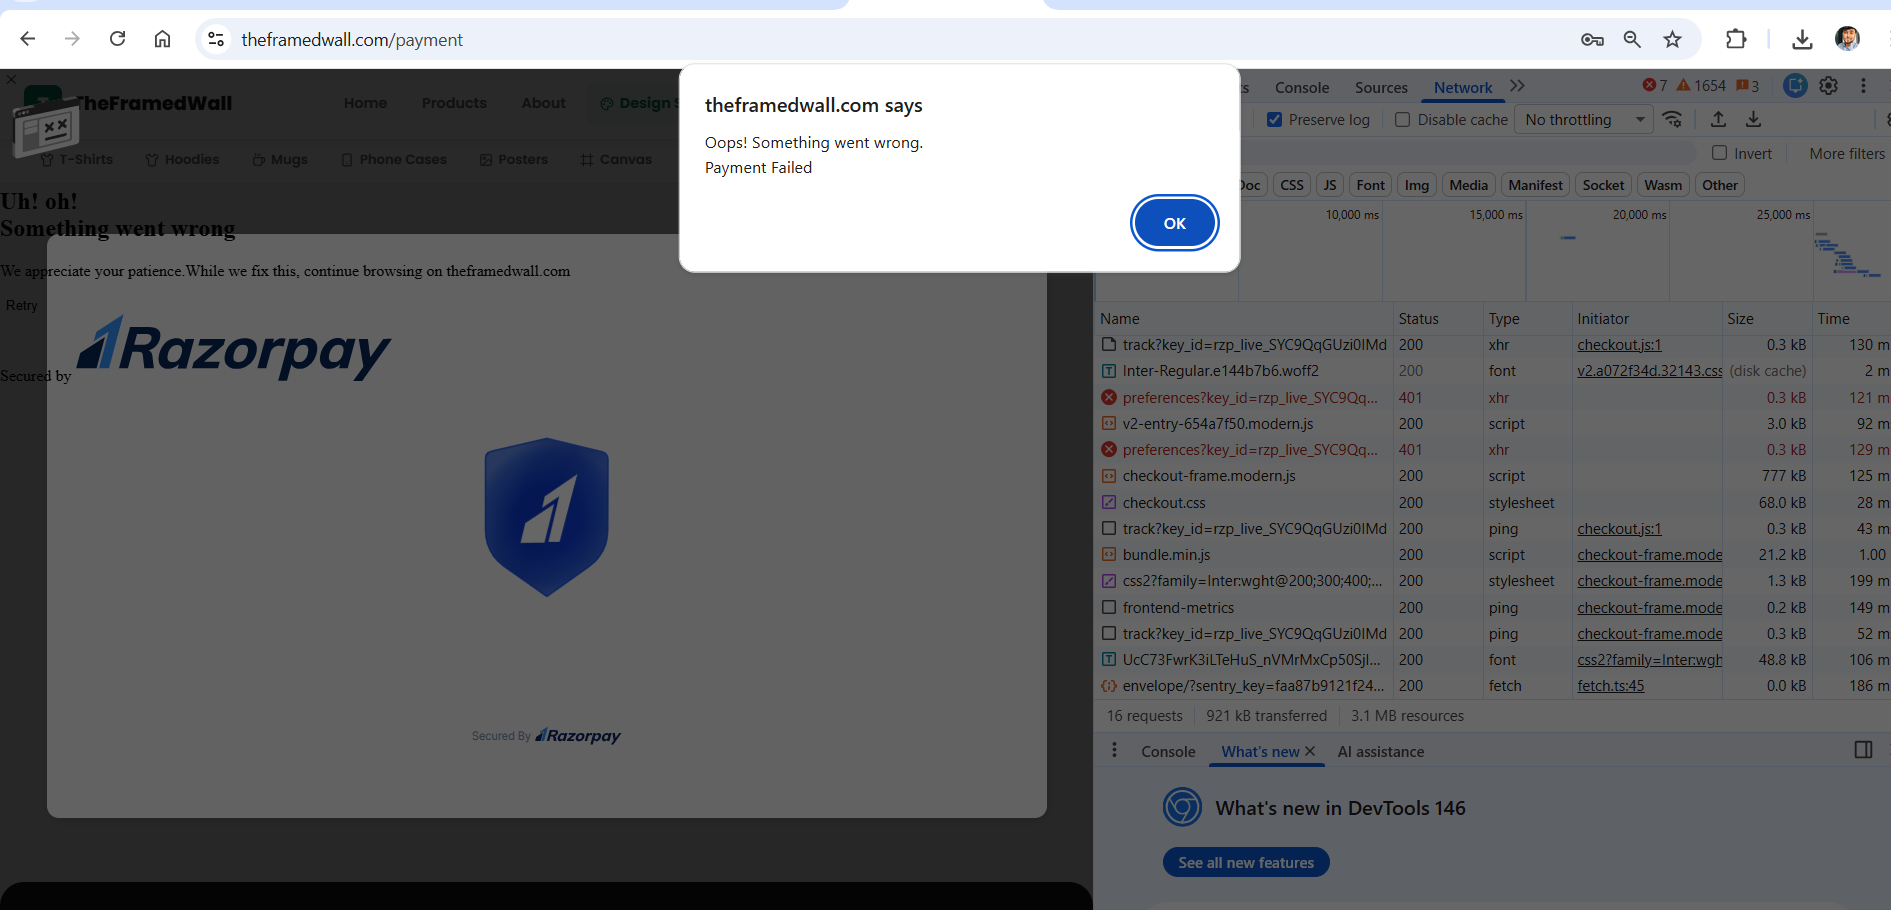 theframedwall.com/payment
theframedwall.com says
Oops! Something went wrong.
Payment Failed
OK
TheFramedWall
Home
Products
About
Design
T-Shirts
Hoodies
Mugs
Phone Cases
Posters
Canvas
Uh! oh!
Something went wrong
We appreciate your patience.While we fix this, continue browsing on theframedwall.com
Retry
Secured by
Razorpay
Secured By Razorpay
Console
Sources
Network
7
1654
3
Preserve log
Disable cache
No throttling
Invert
More filters
CSS
JS
Font
Img
Media
Manifest
Socket
Wasm
Other
10,000 ms
15,000 ms
20,000 ms
25,000 ms
Name Status Type Initiator Size Time
track?key_id=rzp_live_SYC9QqGUzi0IMd 200 xhr checkout.js:1 0.3 kB 130 m
Inter-Regular.e144b7b6.woff2 200 font v2.a072f34d.32143.css (disk cache) 2 m
preferences?key_id=rzp_live_SYC9Qq... 401 xhr 0.3 kB 121 m
v2-entry-654a7f50.modern.js 200 script 3.0 kB 92 m
preferences?key_id=rzp_live_SYC9Qq... 401 xhr 0.3 kB 129 m
checkout-frame.modern.js 200 script 777 kB 125 m
checkout.css 200 stylesheet 68.0 kB 28 m
track?key_id=rzp_live_SYC9QqGUzi0IMd 200 ping checkout.js:1 0.3 kB 43 m
bundle.min.js 200 script checkout-frame.mode 21.2 kB 1.00
css2?family=Inter:wght@200;300;400;... 200 stylesheet checkout-frame.mode 1.3 kB 199 m
frontend-metrics 200 ping checkout-frame.mode 0.2 kB 149 m
track?key_id=rzp_live_SYC9QqGUzi0IMd 200 ping checkout-frame.mode 0.3 kB 52 m
UcC73FwrK3iLTeHuS_nVMrMxCp50SjI... 200 font css2?family=Inter:wgh 48.8 kB 106 m
envelope/?sentry_key=faa87b9121f24... 200 fetch fetch.ts:45 0.0 kB 186 m
16 requests
921 kB transferred
3.1 MB resources
Console
What's new
AI assistance
What's new in DevTools 146
See all new features